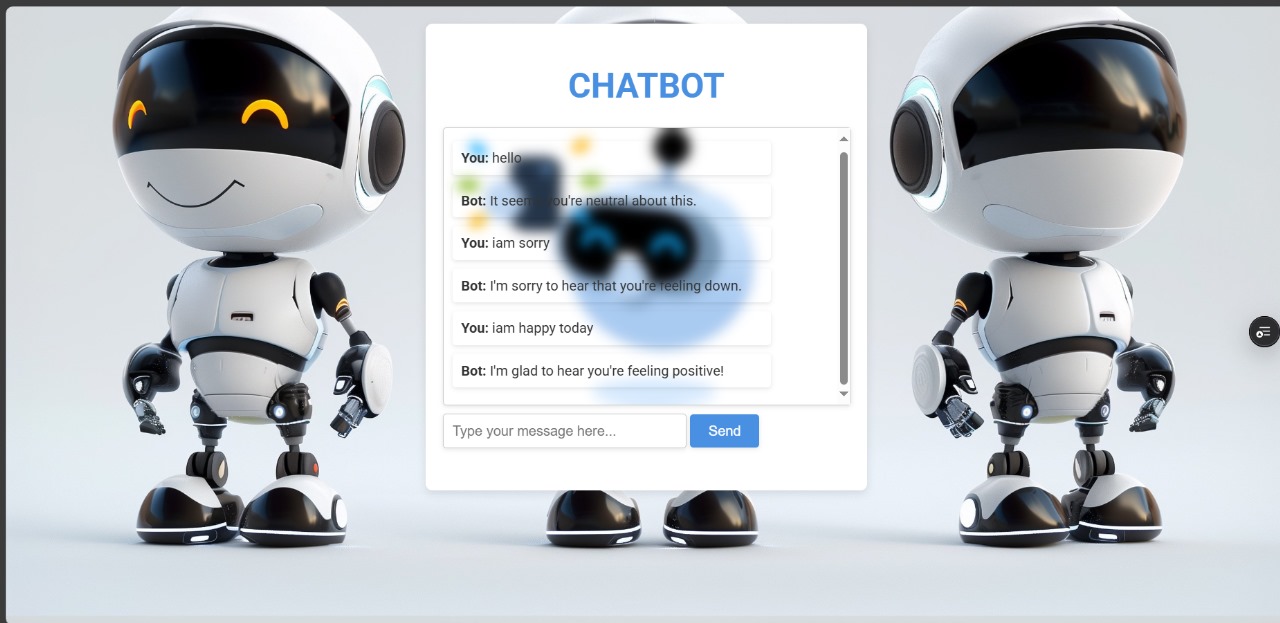 CHATBOT
You: hello
Bot: It seems you're neutral about this.
You: iam sorry
Bot: I'm sorry to hear that you're feeling down.
You: iam happy today
Bot: I'm glad to hear you're feeling positive!
Type your message here... Send